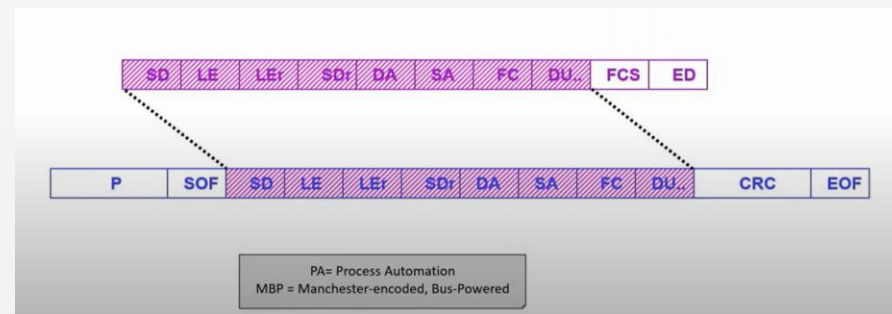 SD LE LEr SDr DA SA FC DU.. FCS ED
P SOF SD LE LEr SDr DA SA FC DU.. CRC EOF
PA= Process Automation
MBP = Manchester-encoded, Bus-Powered